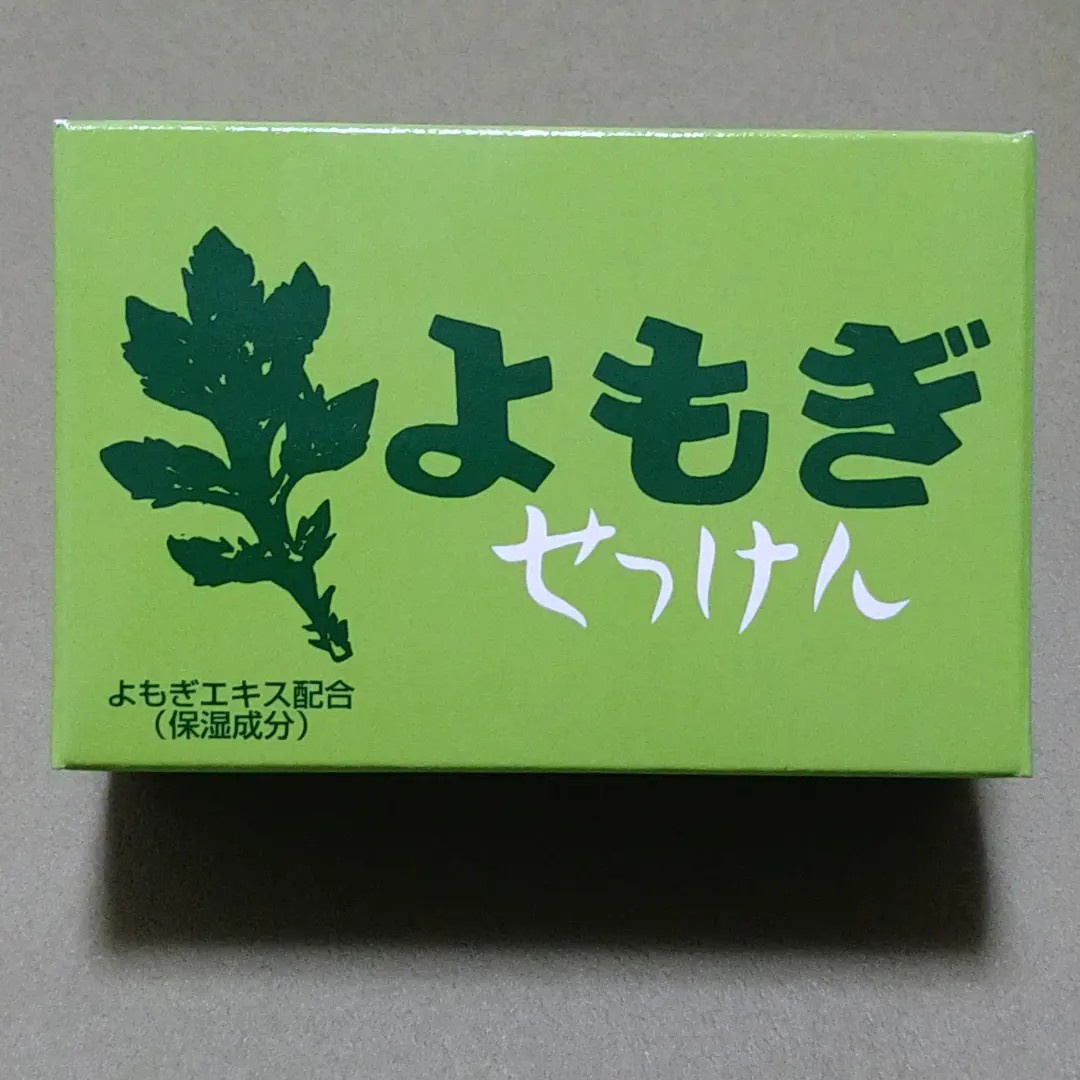 よもぎ
せっけん
よもぎエキス配合
（保湿成分）